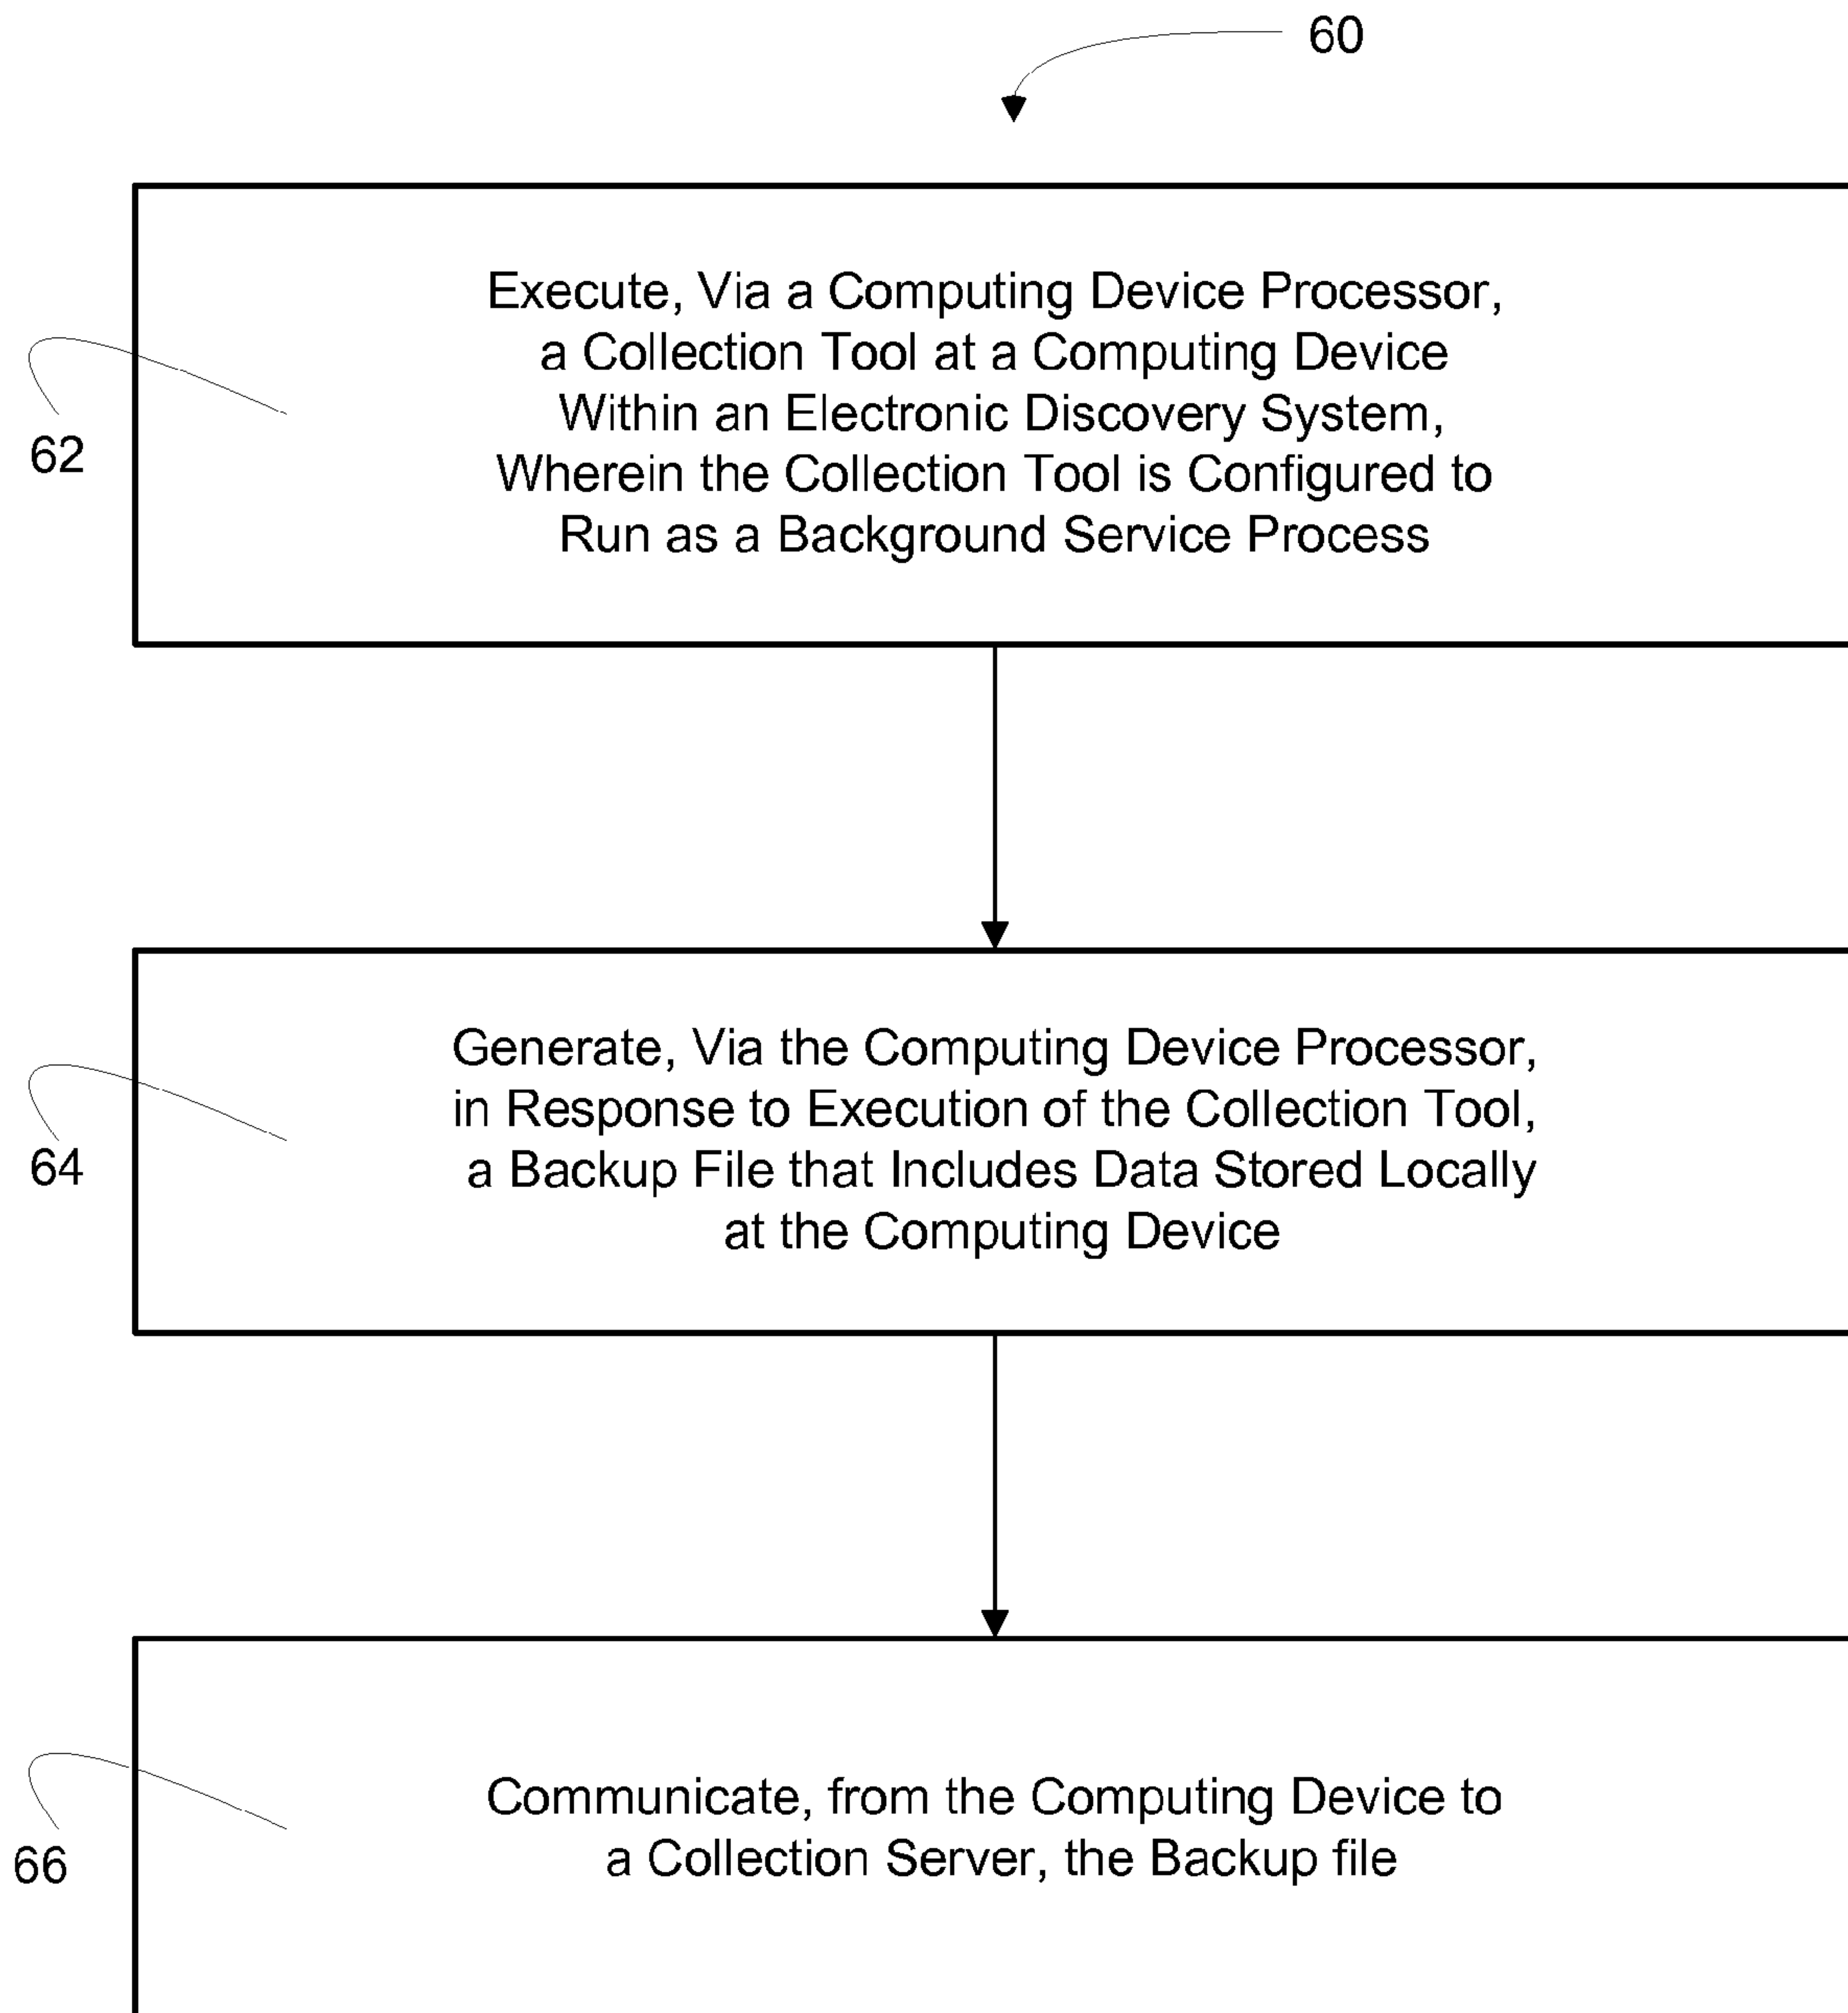 60
Execute, Via a Computing Device Processor,
a Collection Tool at a Computing Device
Within an Electronic Discovery System,
Wherein the Collection Tool is Configured to
Run as a Background Service Process
62
Generate, Via the Computing Device Processor,
in Response to Execution of the Collection Tool,
a Backup File that Includes Data Stored Locally
at the Computing Device
64
Communicate, from the Computing Device to
a Collection Server, the Backup file
66